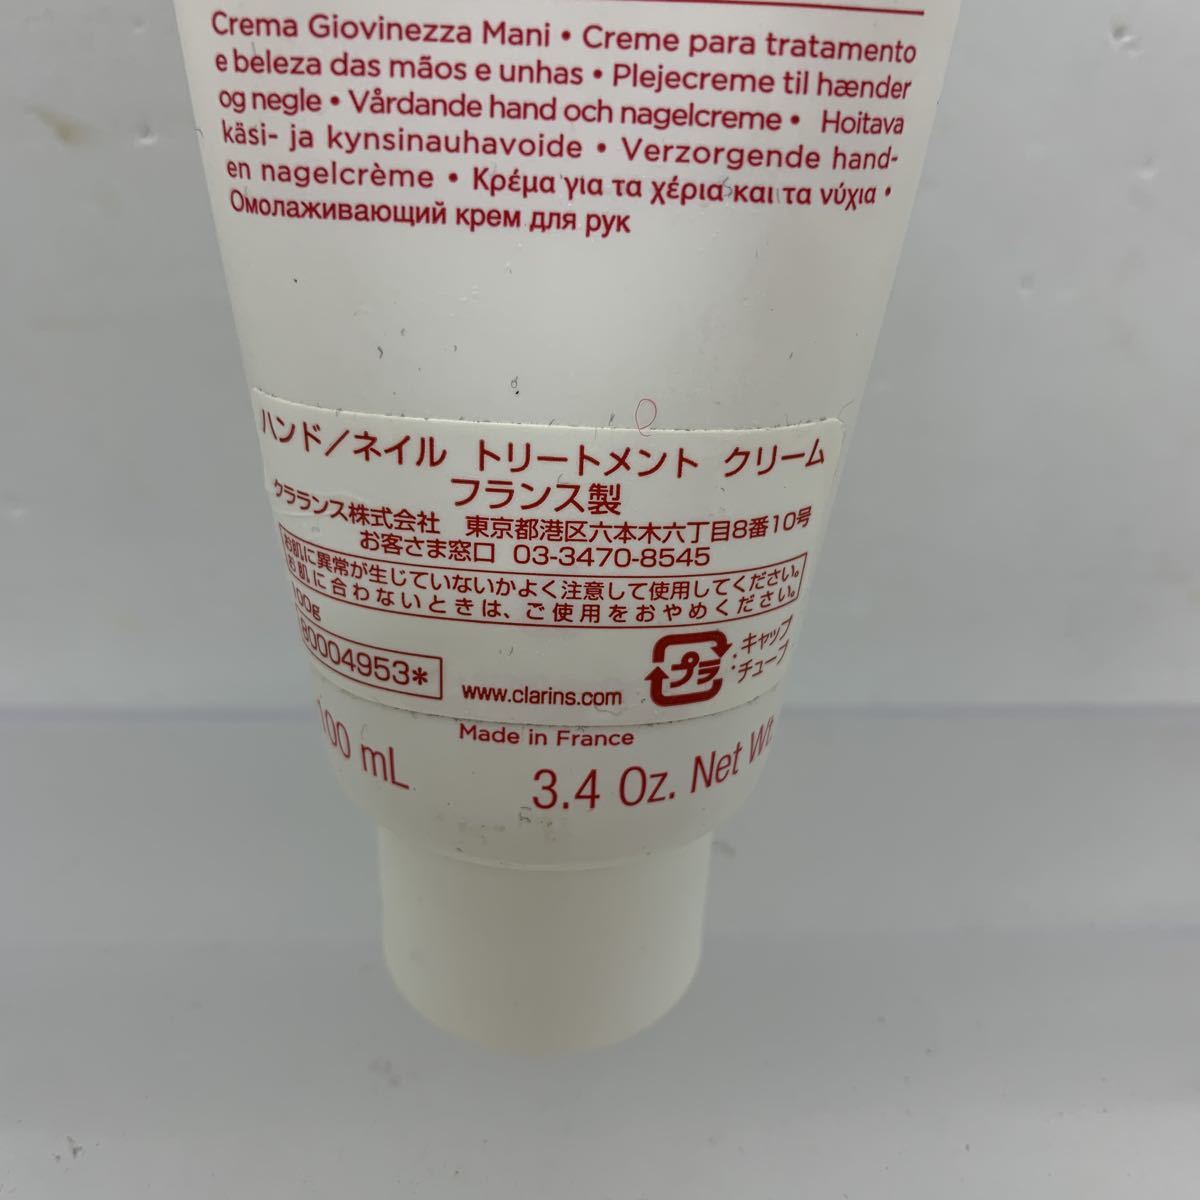 Crema Giovinezza Mani • Creme para tratamento
e beleza das mãos e unhas • Plejecreme til hænder
og negle • Vårdande hand och nagelcreme • Hoitava
käsi- ja kynsinauhavoide • Verzorgende hand-
en nagelcrème • Κρέμα για τα χέρια και τα νύχια •
Омолаживающий крем для рук
ハンド／ネイル トリートメント クリーム
フランス製
クラランス株式会社 東京都港区六本木六丁目8番10号
お客さま窓口 03-3470-8545
お肌に異常が生じていないかよく注意して使用してください。
お肌に合わないときは、ご使用をおやめください。
100g
80004953*
www.clarins.com
プラ
:キャップ
:チューブ
Made in France
100 mL
3.4 Oz. Net Wt.